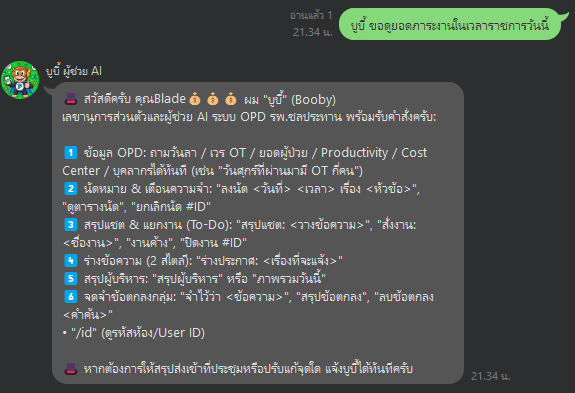 อ่านแล้ว 1
21.34 น.
บูบี้ ขอดูยอดภาระงานในเวลาราชการวันนี้
บูบี้ ผู้ช่วย AI
สวัสดีครับ คุณBlade💰💰💰 ผม "บูบี้" (Booby)
เลขานุการส่วนตัวและผู้ช่วย AI ระบบ OPD รพ.ชลประทาน พร้อมรับคำสั่งครับ:
1️⃣ ข้อมูล OPD: ถามวันลา / เวร OT / ยอดผู้ป่วย / Productivity / Cost
Center / บุคลากรได้ทันที (เช่น "วันศุกร์ที่ผ่านมามี OT กี่คน")
2️⃣ นัดหมาย & เตือนความจำ: "ลงนัด <วันที่> <เวลา> เรื่อง <หัวข้อ>",
"ดูตารางนัด", "ยกเลิกนัด #ID"
3️⃣ สรุปแชต & แยกงาน (To-Do): "สรุปแชต: <วางข้อความ>", "สั่งงาน:
<ชื่องาน>", "งานค้าง", "ปิดงาน #ID"
4️⃣ ร่างข้อความ (2 สไตล์): "ร่างประกาศ: <เรื่องที่จะแจ้ง>"
5️⃣ สรุปผู้บริหาร: "สรุปผู้บริหาร" หรือ "ภาพรวมวันนี้"
6️⃣ จดจำข้อตกลงกลุ่ม: "จำไว้ว่า <ข้อความ>", "สรุปข้อตกลง", "ลบข้อตกลง
<คำค้น>"
• "/id" (ดูรหัสห้อง/User ID)
หากต้องการให้สรุปส่งเข้าที่ประชุมหรือปรับแก้จุดใด แจ้งบูบี้ได้ทันทีครับ
21.34 น.